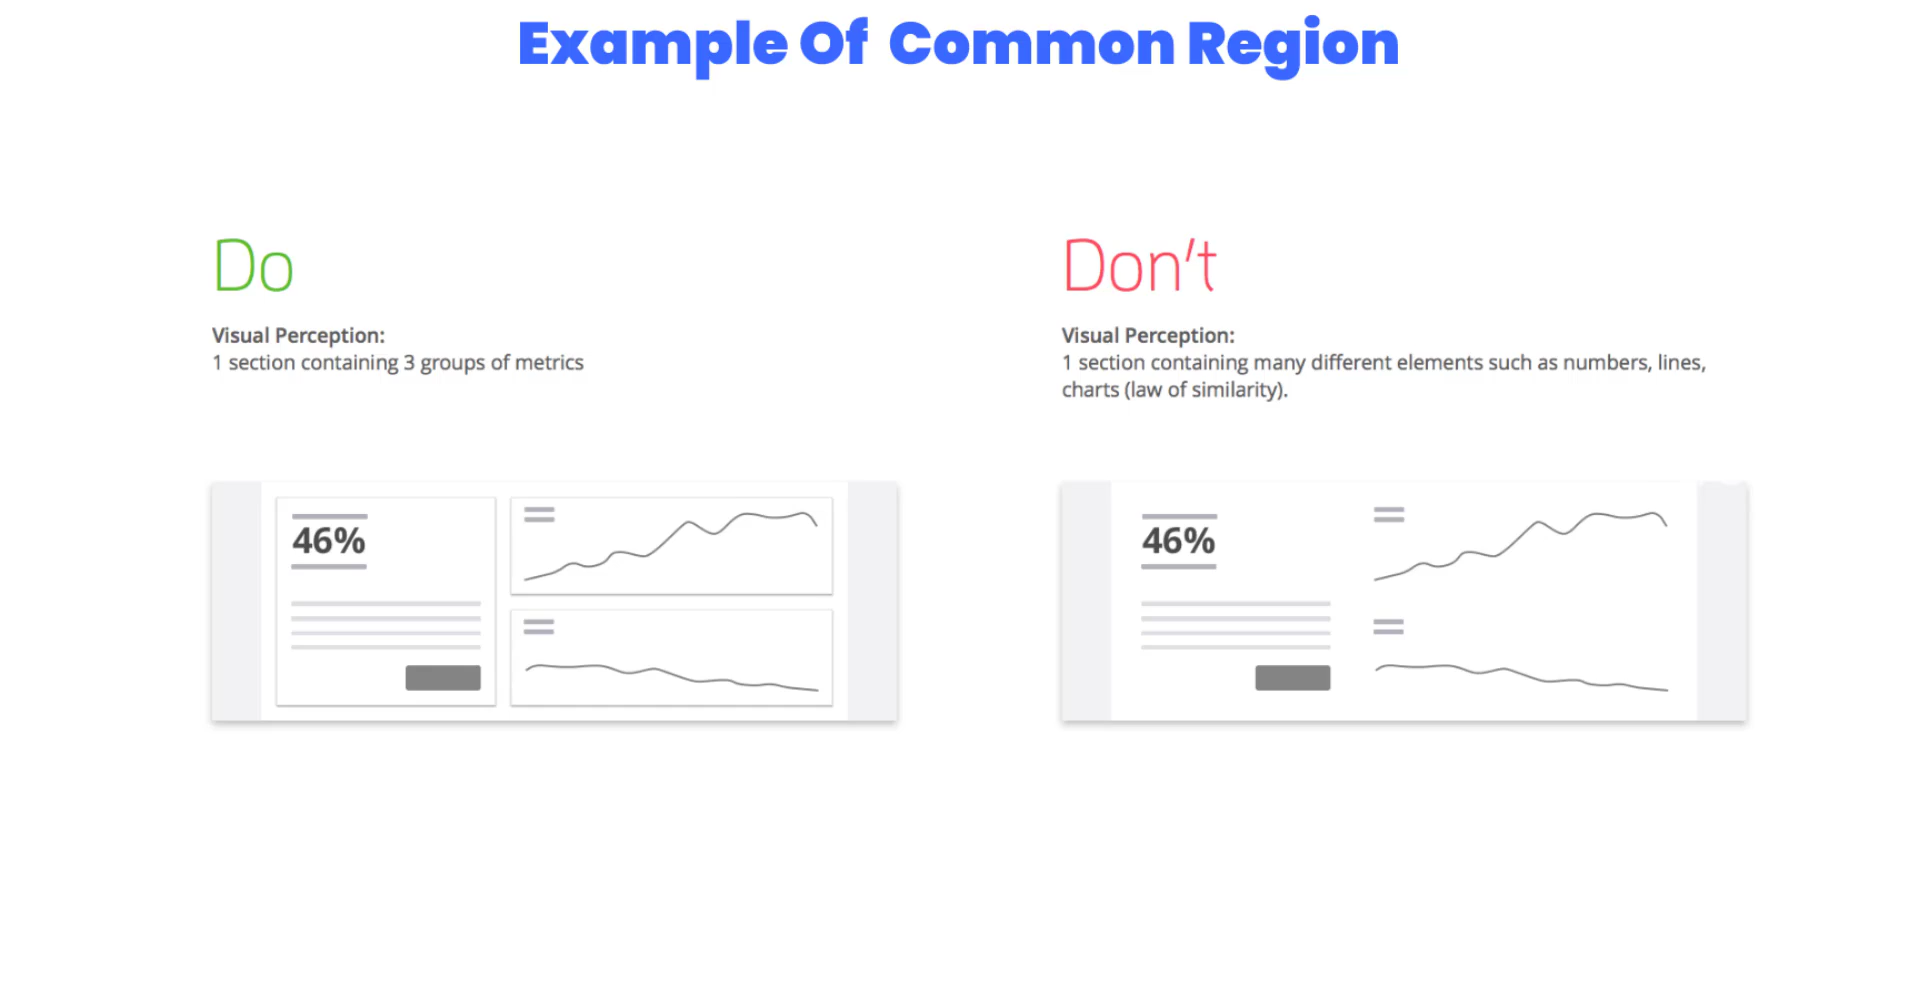 Example Of Common Region
Do
Visual Perception:
1 section containing 3 groups of metrics
46%
Don't
Visual Perception:
1 section containing many different elements such as numbers, lines,
charts (law of similarity).
46%